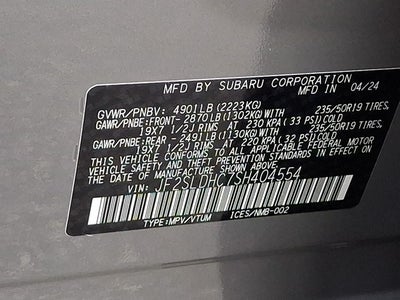 MFD BY SUBARU CORPORATION
GVWR/PNBV: 4901LB (2223KG) MADE IN 04/24
GAWR/PNBE:FRONT- 2870LB (1302KG) WITH 235/50R19 TIRES,
19X7 1/2J RIMS AT 230 KPA (33 PSI)COLD
GAWR/PNBE:REAR - 2491LB (1130KG) WITH 235/50R19 TIRES,
19X7 1/2J RIMS AT 220 KPA (32 PSI)COLD
THIS VEHICLE CONFORMS TO ALL APPLICABLE FEDERAL MOTOR
VEHICLE SAFETY AND THEFT PREVENTION STANDARDS IN EFFECT ON THE
DATE OF MANUFACTURE SHOWN ABOVE.
VIN: JF2SLDHC7SH404554
TYPE:MPV/VTUM ICES/NMB-002